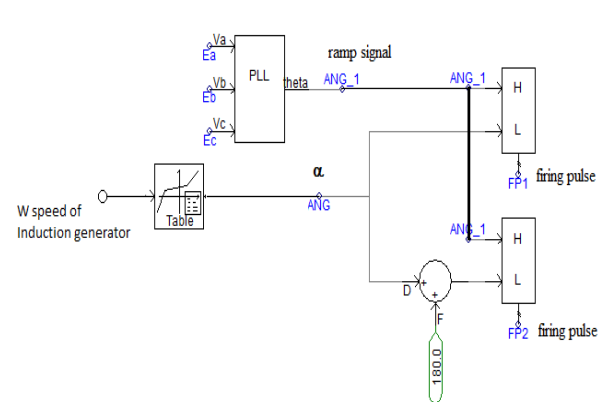 Va
Ea
Vb
Eb
Vc
Ec
PLL
theta
ramp signal
ANG_1
ANG_1
H
L
FP1
firing pulse
α
ANG
W speed of
Induction generator
Table
ANG_1
H
L
D
+
+
F
180.0
FP2
firing pulse